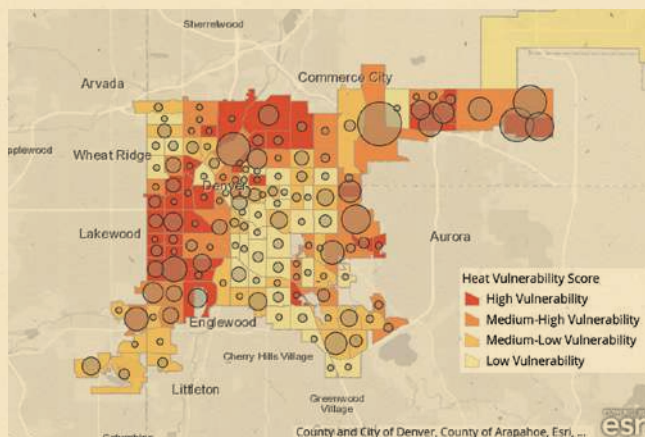 Sherrelwood
Arvada
Commerce City
Wheat Ridge
Denver
Lakewood
Aurora
Heat Vulnerability Score
High Vulnerability
Medium-High Vulnerability
Medium-Low Vulnerability
Low Vulnerability
Englewood
Cherry Hills Village
Littleton
Greenwood
Village
County and City of Denver, County of Arapahoe, Esri, ...
esri